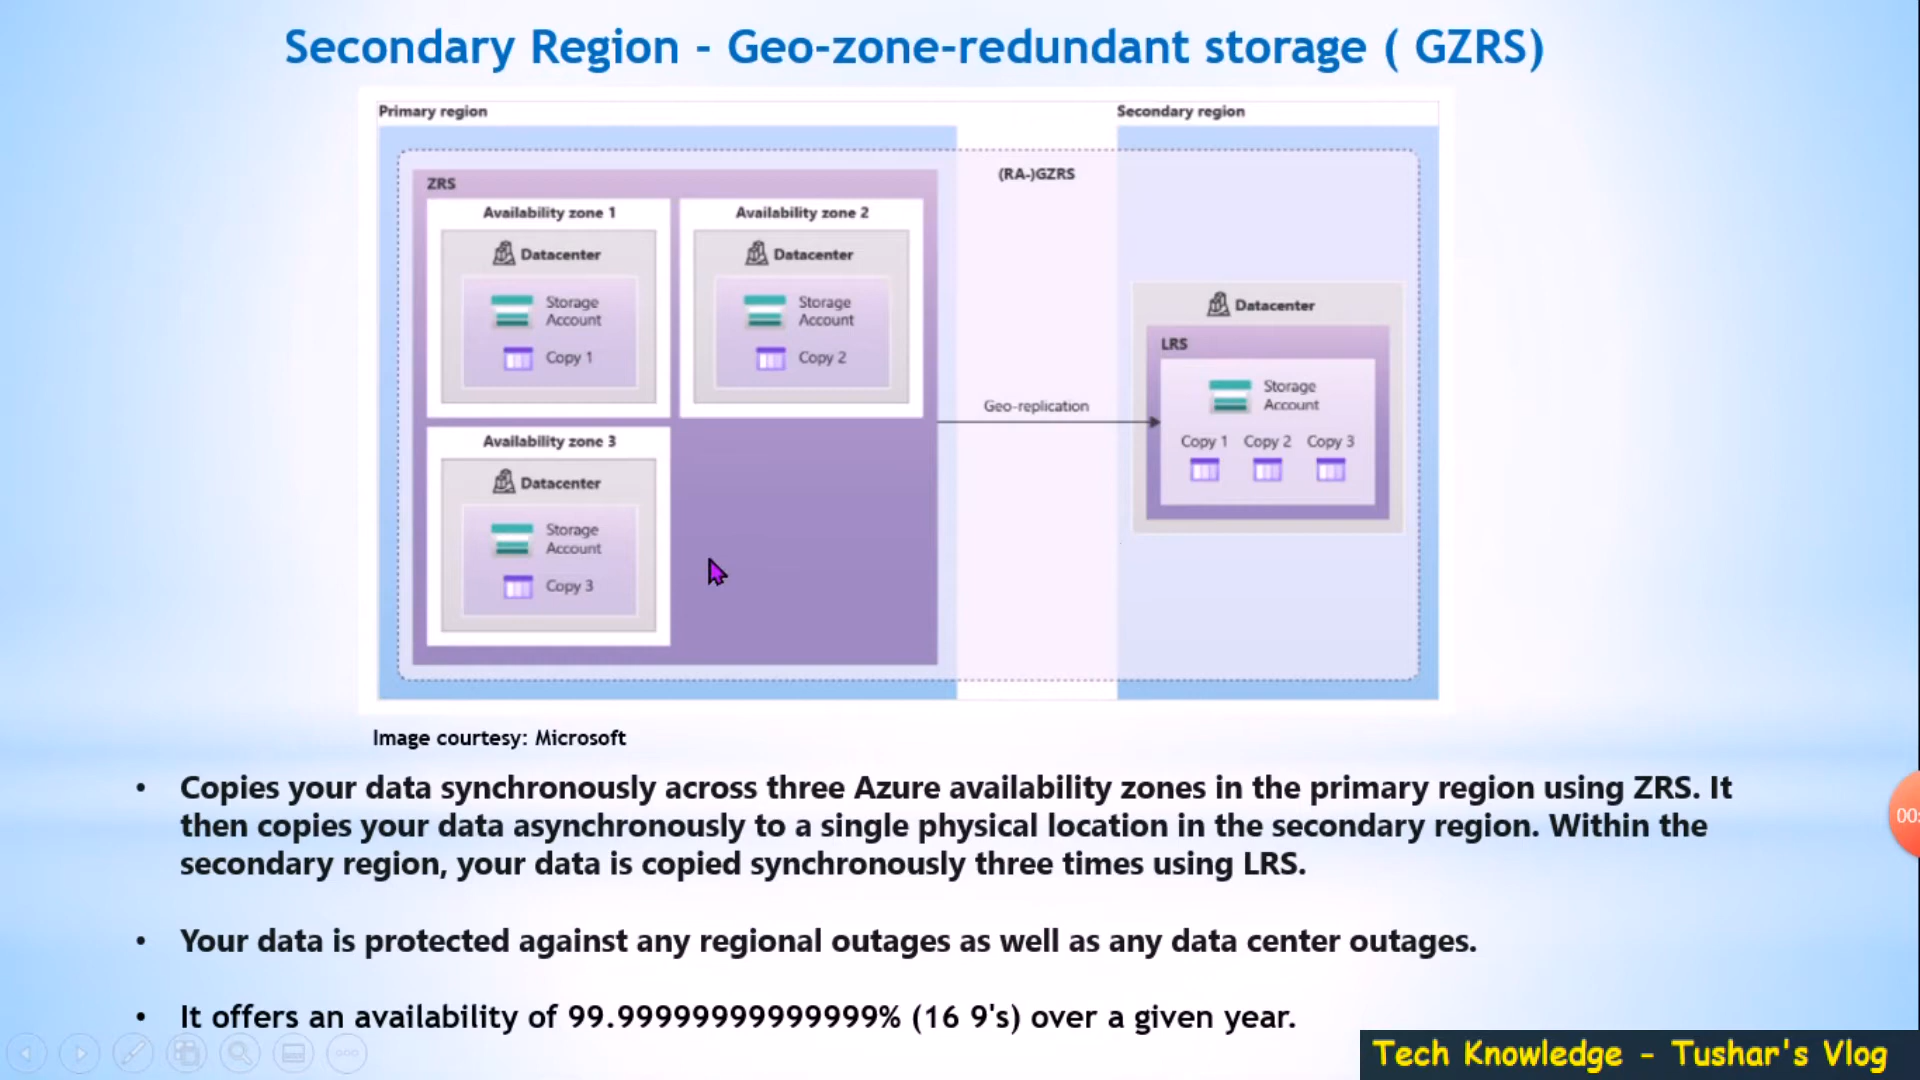 Secondary Region - Geo-zone-redundant storage ( GZRS)
Primary region
Secondary region
(RA-)GZRS
ZRS
Availability zone 1
Availability zone 2
Datacenter
Datacenter
Storage
Account
Storage
Account
Copy 1
Copy 2
Availability zone 3
Datacenter
Storage
Account
Copy 3
Geo-replication
Datacenter
LRS
Storage
Account
Copy 1 Copy 2 Copy 3
Image courtesy: Microsoft
• Copies your data synchronously across three Azure availability zones in the primary region using ZRS. It
then copies your data asynchronously to a single physical location in the secondary region. Within the
secondary region, your data is copied synchronously three times using LRS.
• Your data is protected against any regional outages as well as any data center outages.
• It offers an availability of 99.99999999999999% (16 9's) over a given year.
Tech Knowledge - Tushar's Vlog